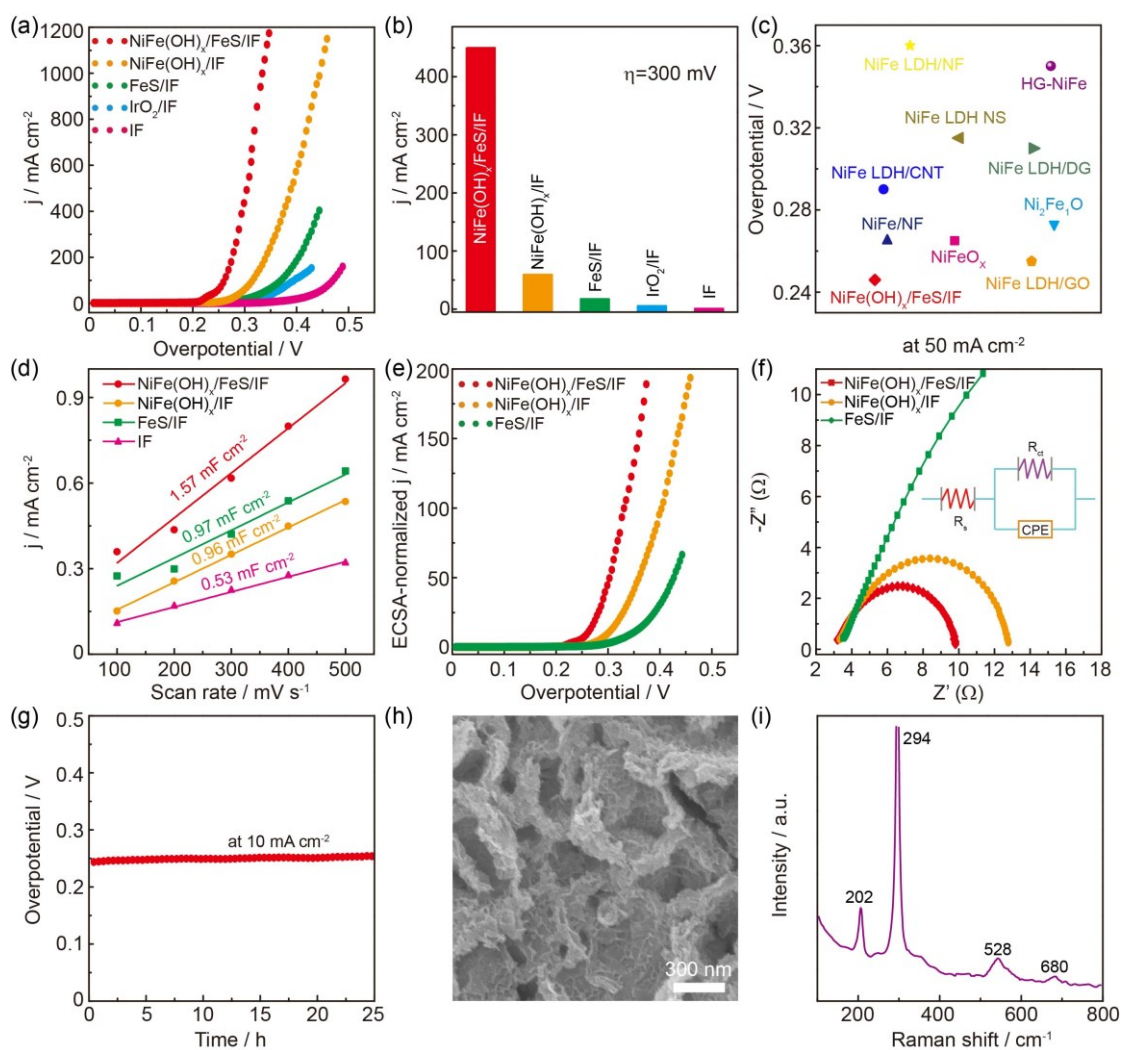 (a)
j / mA cm⁻²
1200
1000
800
600
400
200
0
NiFe(OH)ₓ/FeS/IF
NiFe(OH)ₓ/IF
FeS/IF
IrO₂/IF
IF
0 0.1 0.2 0.3 0.4 0.5
Overpotential / V
(b)
j / mA cm⁻²
400
350
300
250
200
150
100
50
0
η=300 mV
NiFe(OH)ₓ/FeS/IF
NiFe(OH)ₓ/IF
FeS/IF
IrO₂/IF
IF
(c)
Overpotential / V
0.36
0.32
0.28
0.24
NiFe LDH/NF
HG-NiFe
NiFe LDH NS
NiFe LDH/DG
NiFe LDH/CNT
Ni₂Fe₁O
NiFe/NF
NiFeOₓ
NiFe LDH/GO
NiFe(OH)ₓ/FeS/IF
at 50 mA cm⁻²
(d)
j / mA cm⁻²
0.9
0.6
0.3
0
NiFe(OH)ₓ/FeS/IF
NiFe(OH)ₓ/IF
FeS/IF
IF
1.57 mF cm⁻²
0.97 mF cm⁻²
0.96 mF cm⁻²
0.53 mF cm⁻²
100 200 300 400 500
Scan rate / mV s⁻¹
(e)
ECSA-normalized j / mA cm⁻²
200
150
100
50
0
NiFe(OH)ₓ/FeS/IF
NiFe(OH)ₓ/IF
FeS/IF
0 0.1 0.2 0.3 0.4 0.5
Overpotential / V
(f)
-Z″ (Ω)
10
8
6
4
2
0
NiFe(OH)ₓ/FeS/IF
NiFe(OH)ₓ/IF
FeS/IF
R_ct
R_s
CPE
2 4 6 8 10 12 14 16 18
Z' (Ω)
(g)
Overpotential / V
0.5
0.4
0.3
0.2
0.1
0
at 10 mA cm⁻²
0 5 10 15 20 25
Time / h
(h)
300 nm
(i)
Intensity / a.u.
294
202
528
680
200 400 600 800
Raman shift / cm⁻¹